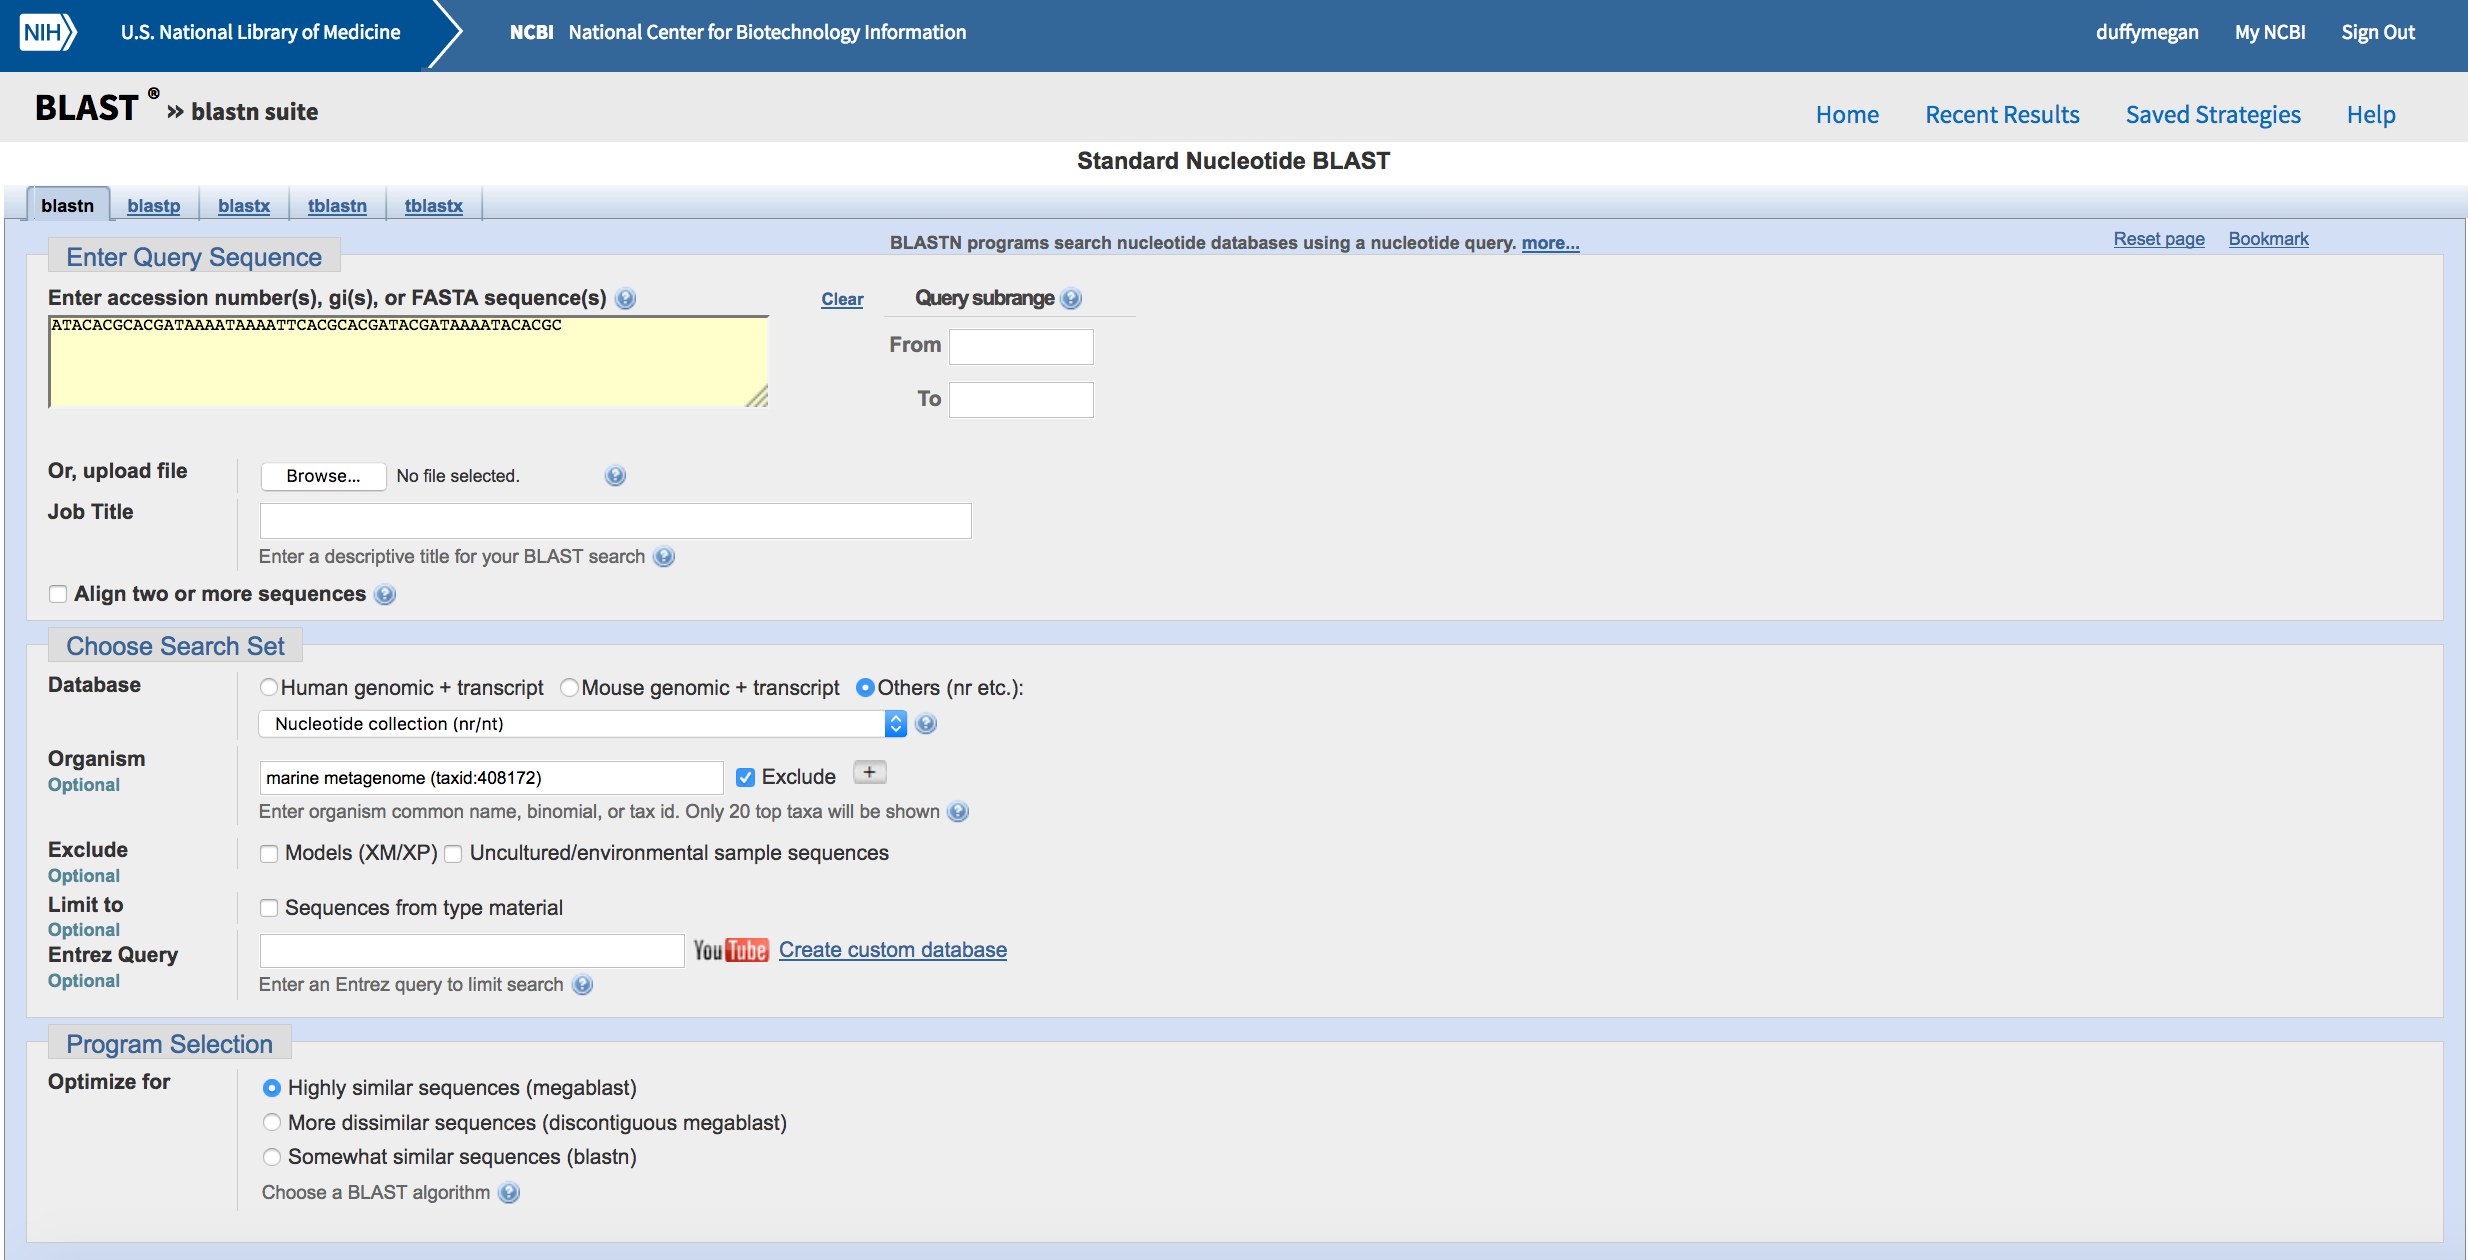 NIH U.S. National Library of Medicine NCBI National Center for Biotechnology Information duffymegan My NCBI Sign Out
BLAST ® » blastn suite Home Recent Results Saved Strategies Help
Standard Nucleotide BLAST
blastn blastp blastx tblastn tblastx
BLASTN programs search nucleotide databases using a nucleotide query. more... Reset page Bookmark
Enter Query Sequence
Enter accession number(s), gi(s), or FASTA sequence(s) Clear Query subrange
ATACACGCACGATAAAATAAAATTCACGCACGATACGATAAAATACACGC
From
To
Or, upload file Browse... No file selected.
Job Title
Enter a descriptive title for your BLAST search
Align two or more sequences
Choose Search Set
Database Human genomic + transcript Mouse genomic + transcript Others (nr etc.):
Nucleotide collection (nr/nt)
Organism
Optional
marine metagenome (taxid:408172) Exclude +
Enter organism common name, binomial, or tax id. Only 20 top taxa will be shown
Exclude
Optional
Models (XM/XP) Uncultured/environmental sample sequences
Limit to
Optional
Sequences from type material
Entrez Query
Optional
YouTube Create custom database
Enter an Entrez query to limit search
Program Selection
Optimize for
Highly similar sequences (megablast)
More dissimilar sequences (discontiguous megablast)
Somewhat similar sequences (blastn)
Choose a BLAST algorithm